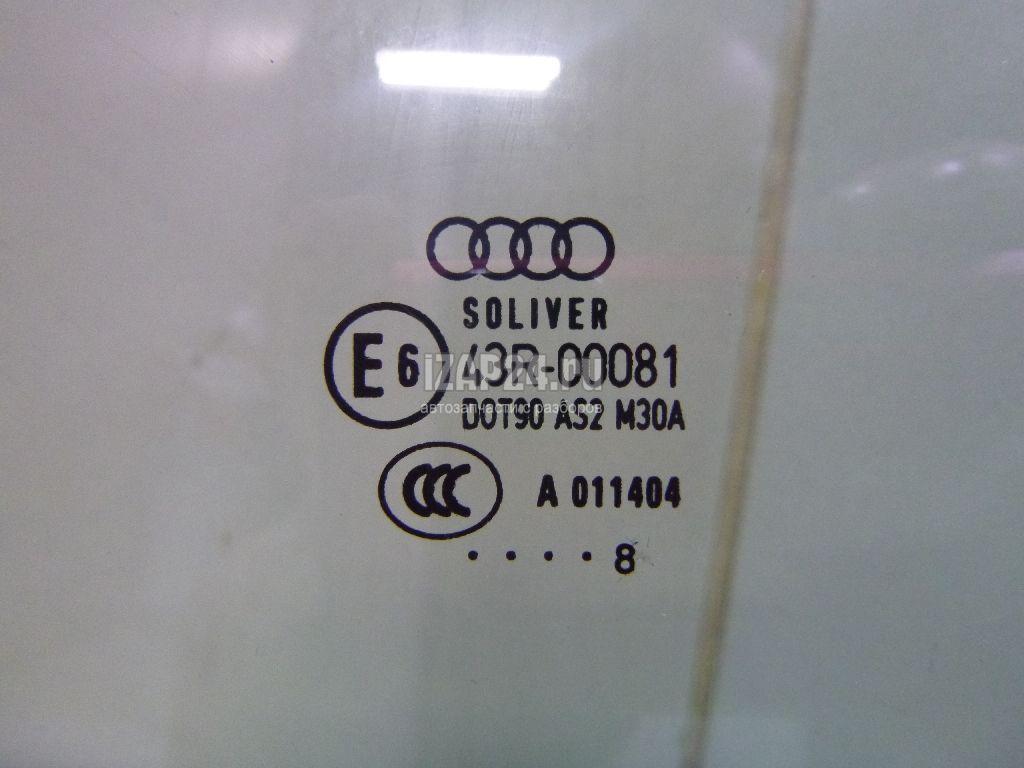 SOLIVER
E6 43R-00081
iZAP24.ru
DOT90 AS2 M30A
автозапчасти с разборов
CCC A 011404
. . . . 8